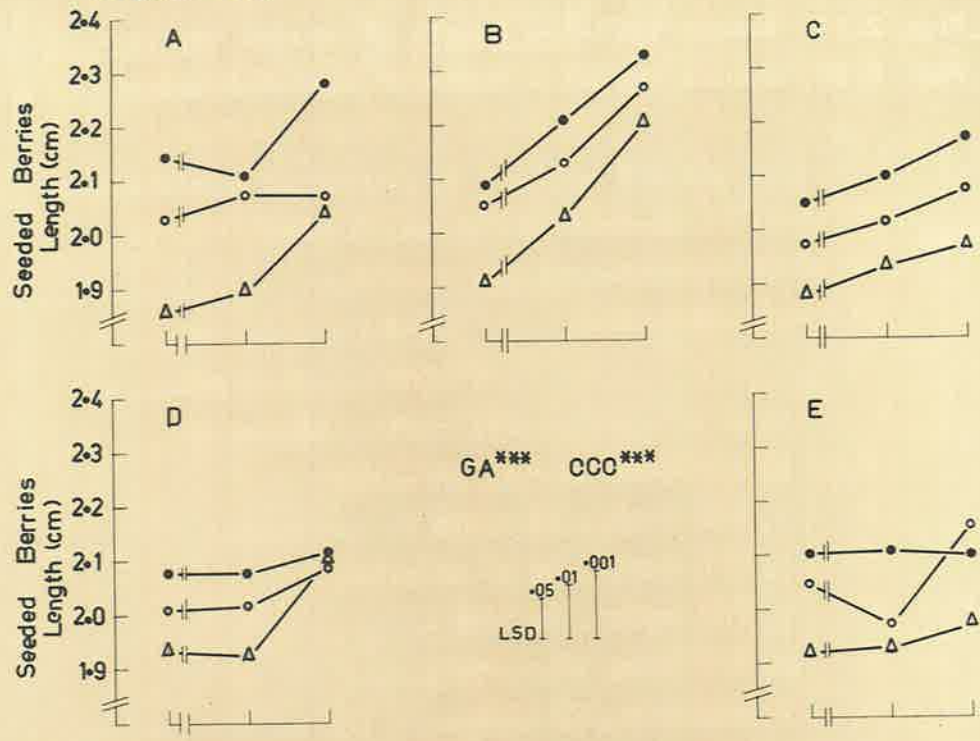 Seeded Berries
Length (cm)
2·4
2·3
2·2
2·1
2·0
1·9
A
B
C
Seeded Berries
Length (cm)
2·4
2·3
2·2
2·1
2·0
1·9
D
GA*** CCC***
·05 ·01 ·001
LSD
E